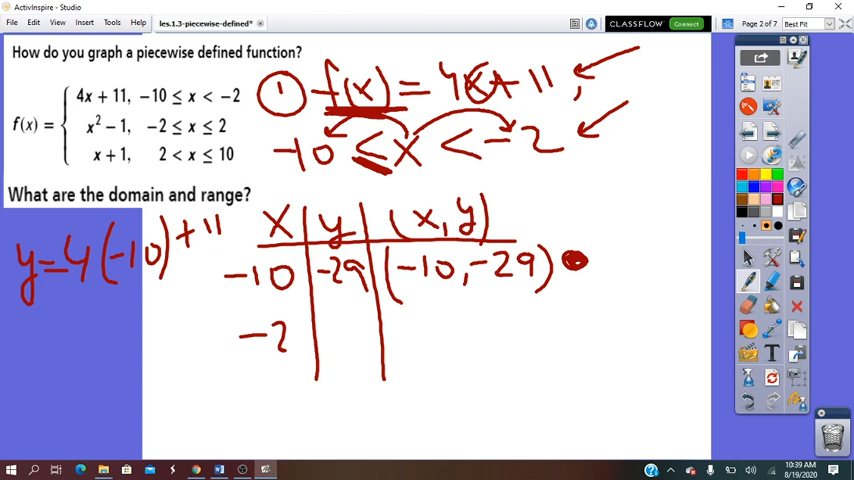 ActivInspire - Studio
File Edit View Insert Tools Help
les.1.3-piecewise-defined*
CLASSFLOW Connect
Page 2 of 7 Best Fit
How do you graph a piecewise defined function?
f(x) = { 4x + 11, −10 ≤ x < −2
x² − 1, −2 ≤ x ≤ 2
x + 1, 2 < x ≤ 10
What are the domain and range?
① f(x) = 4x + 11,
-10 ≤ x < -2
y = 4(-10) + 11
x | y | (x, y)
-10 | -29 | (-10, -29)
-2
10:39 AM
8/19/2020